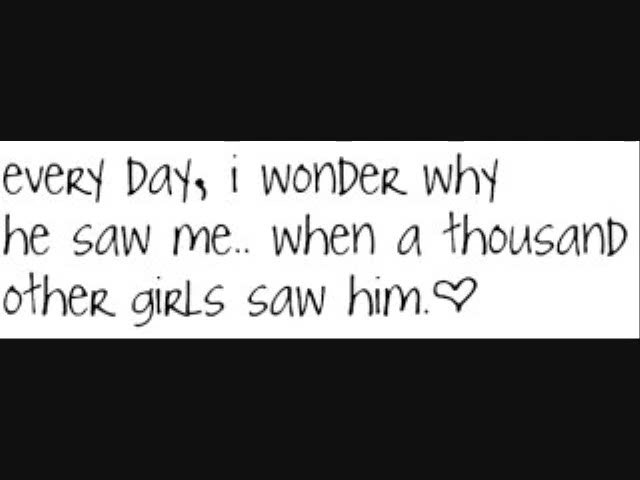 every Day, i wonDer why
he saw me.. when a thousanD
other girls saw him.♡